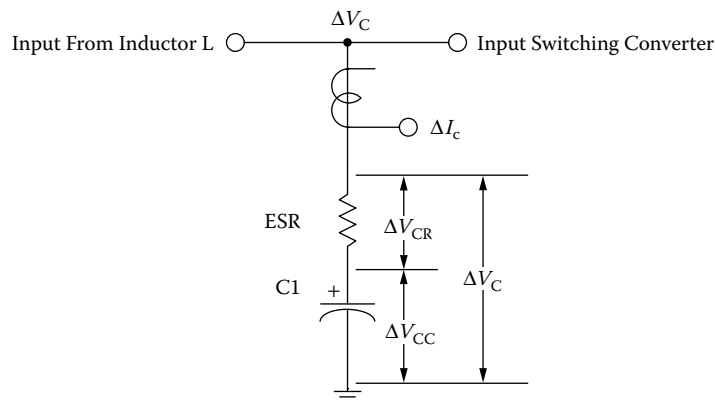 ΔV_C
Input From Inductor L
Input Switching Converter
ΔI_c
ESR
ΔV_CR
C1
+
ΔV_C
ΔV_CC